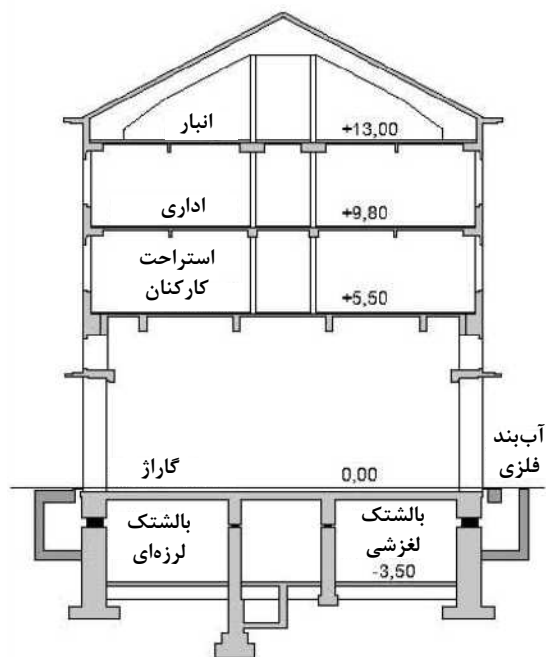 انبار
+13,00
اداری
+9,80
استراحت
کارکنان
+5,50
آب‌بند
فلزی
گاراژ
0,00
بالشتک
لرزه‌ای
بالشتک
لغزشی
-3,50